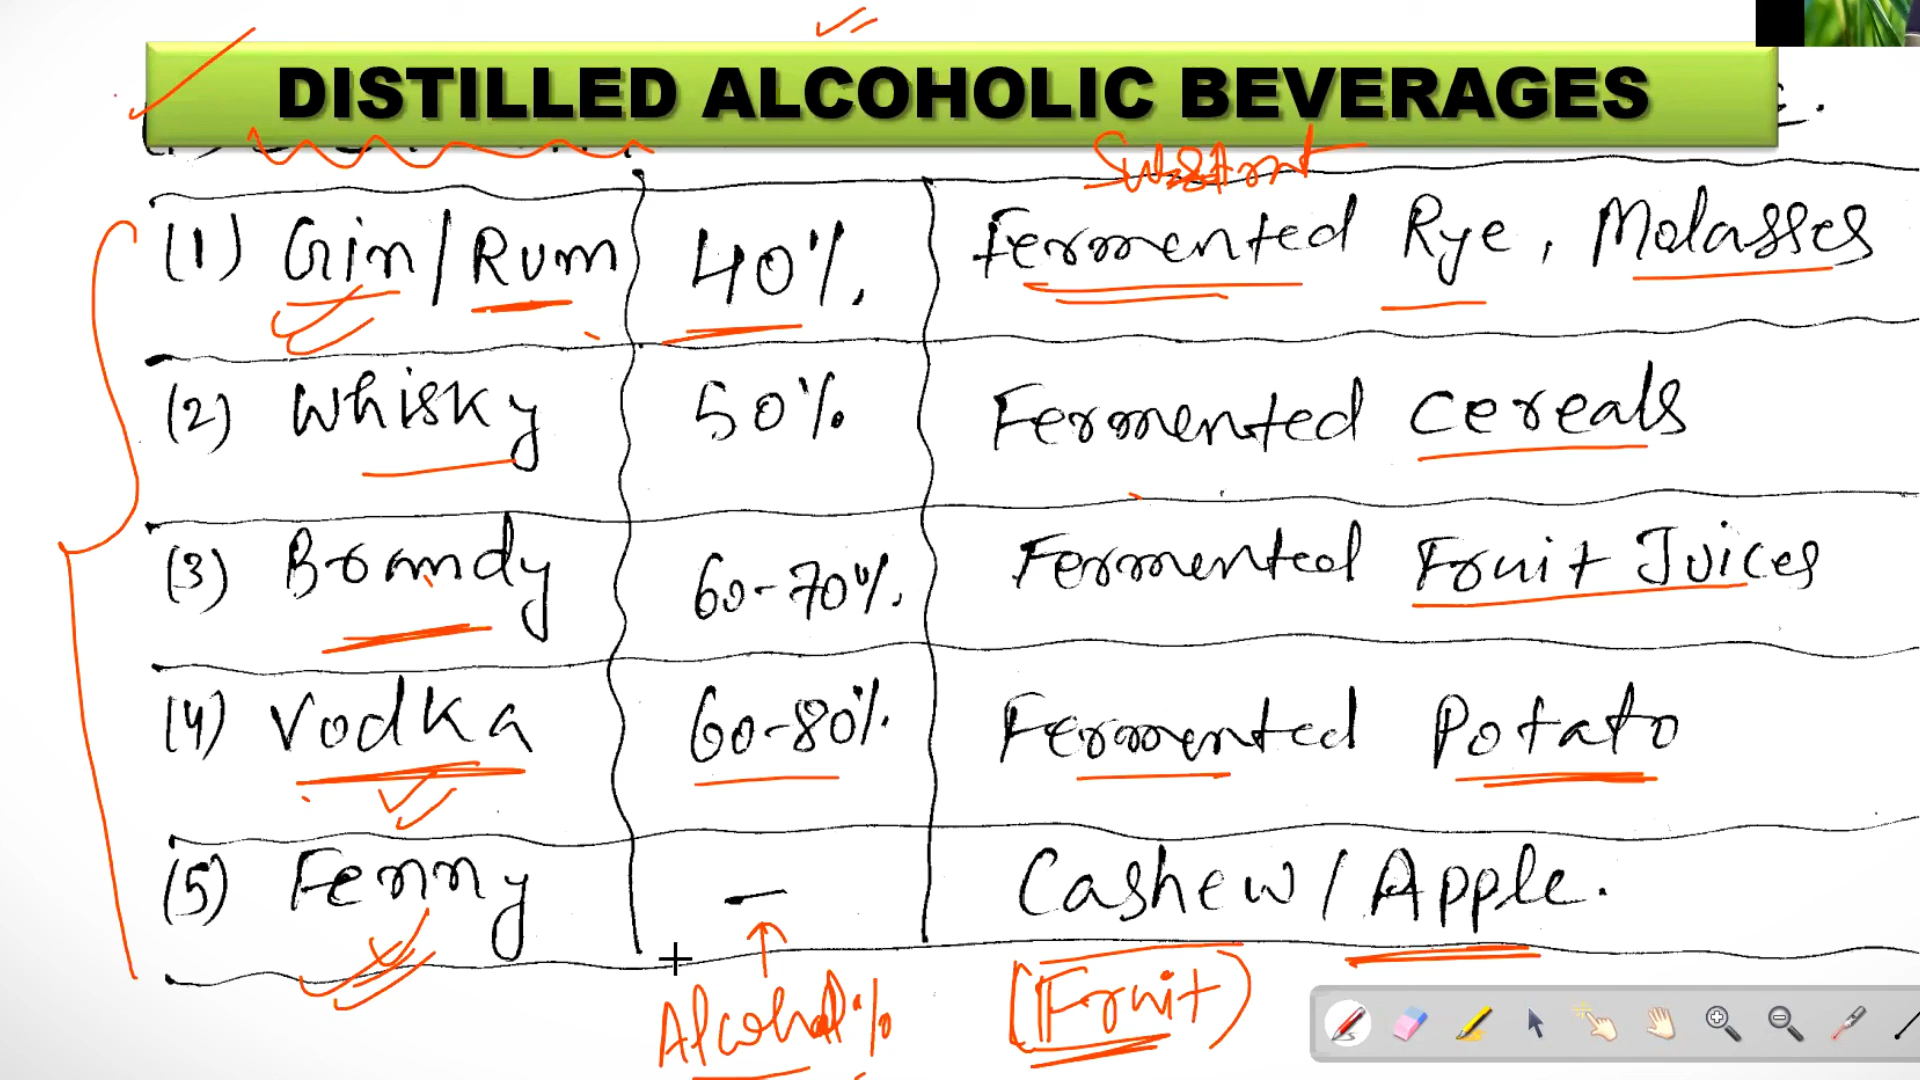 DISTILLED ALCOHOLIC BEVERAGES
(1) Gin/Rum 40%. Fermented Rye, Molasses
(2) Whisky 50% Fermented Cereals
(3) Brandy 60-70%. Fermented Fruit Juices
(4) Vodka 60-80%. Fermented Potato
(5) Fenny — Cashew / Apple.
Alcohol % (Fruit)